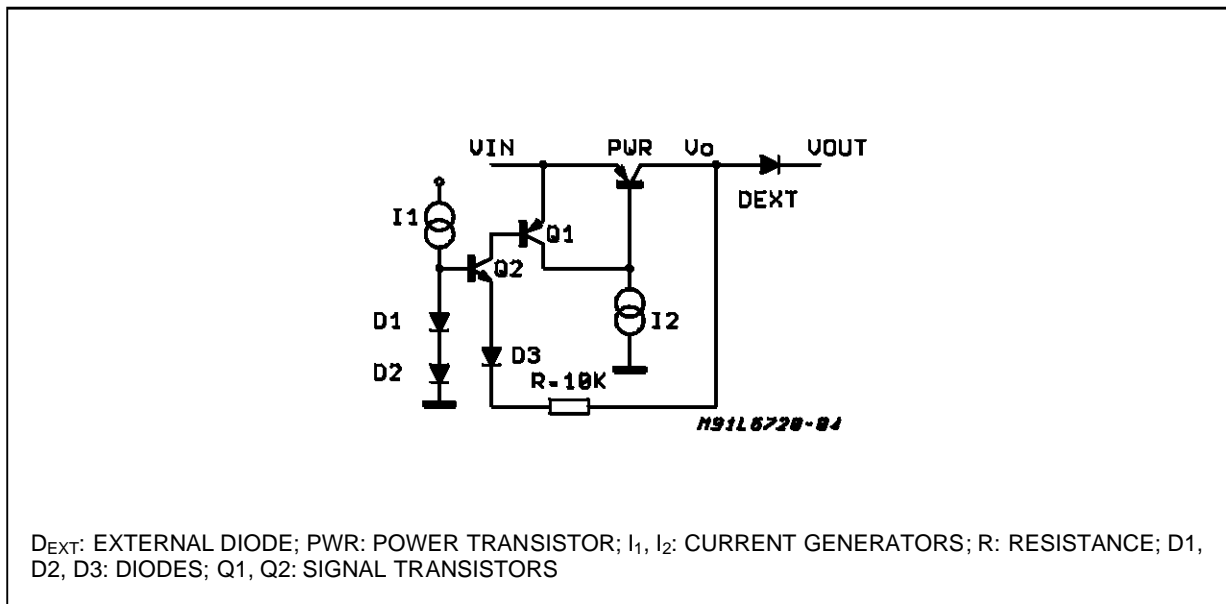 VIN PWR Vo VOUT
DEXT
I1
Q1
Q2
I2
D1
D3
D2
R=10K
M91L6720-04
D_EXT: EXTERNAL DIODE; PWR: POWER TRANSISTOR; I₁, I₂: CURRENT GENERATORS; R: RESISTANCE; D1,
D2, D3: DIODES; Q1, Q2: SIGNAL TRANSISTORS